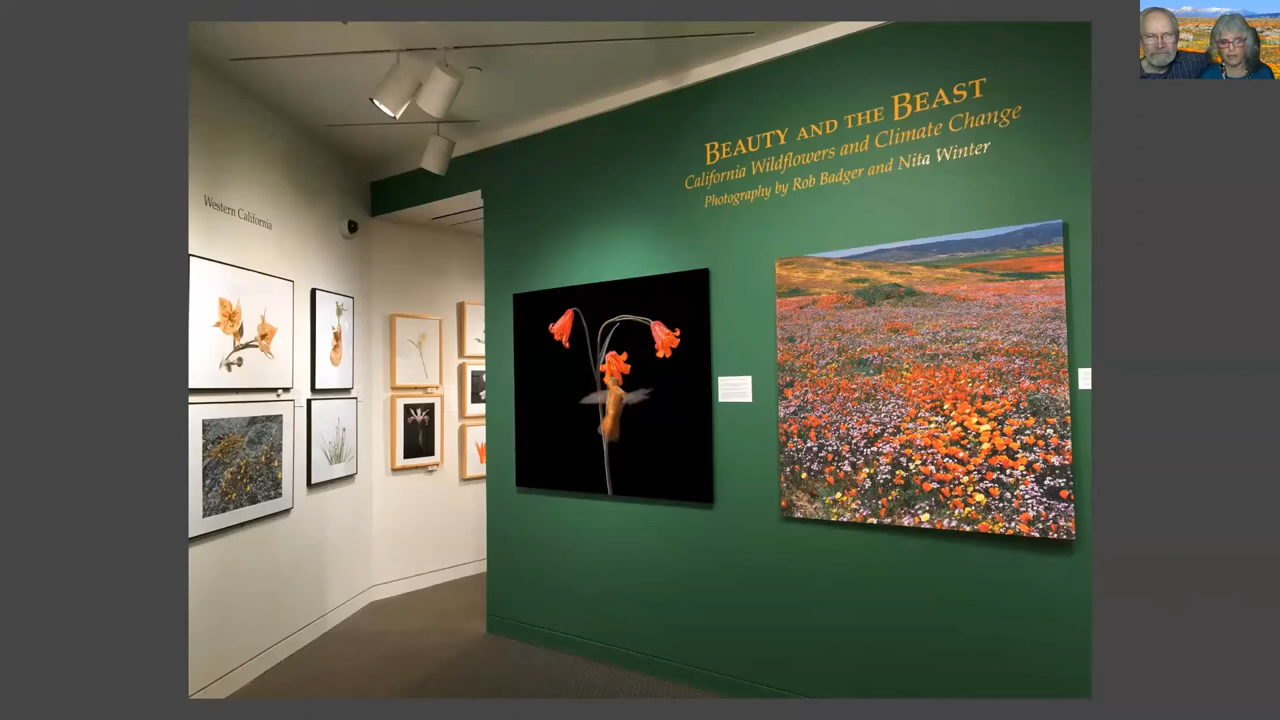 Western California
BEAUTY AND THE BEAST
California Wildflowers and Climate Change
Photography by Rob Badger and Nita Winter